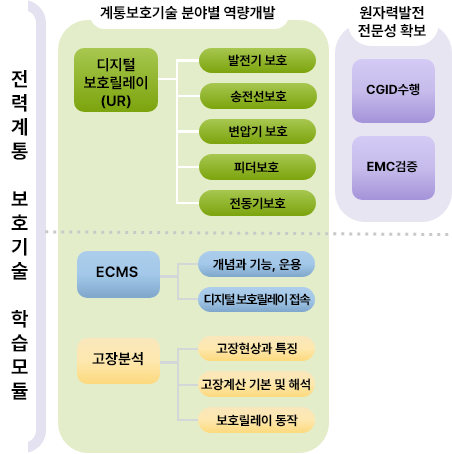 계통보호기술 분야별 역량개발
원자력발전
전문성 확보
전력계통 보호기술 학습모듈
디지털
보호릴레이
(UR)
발전기 보호
송전선보호
변압기 보호
피더보호
전동기보호
CGID수행
EMC검증
ECMS
개념과 기능, 운용
디지털 보호릴레이 접속
고장분석
고장현상과 특징
고장계산 기본 및 해석
보호릴레이 동작